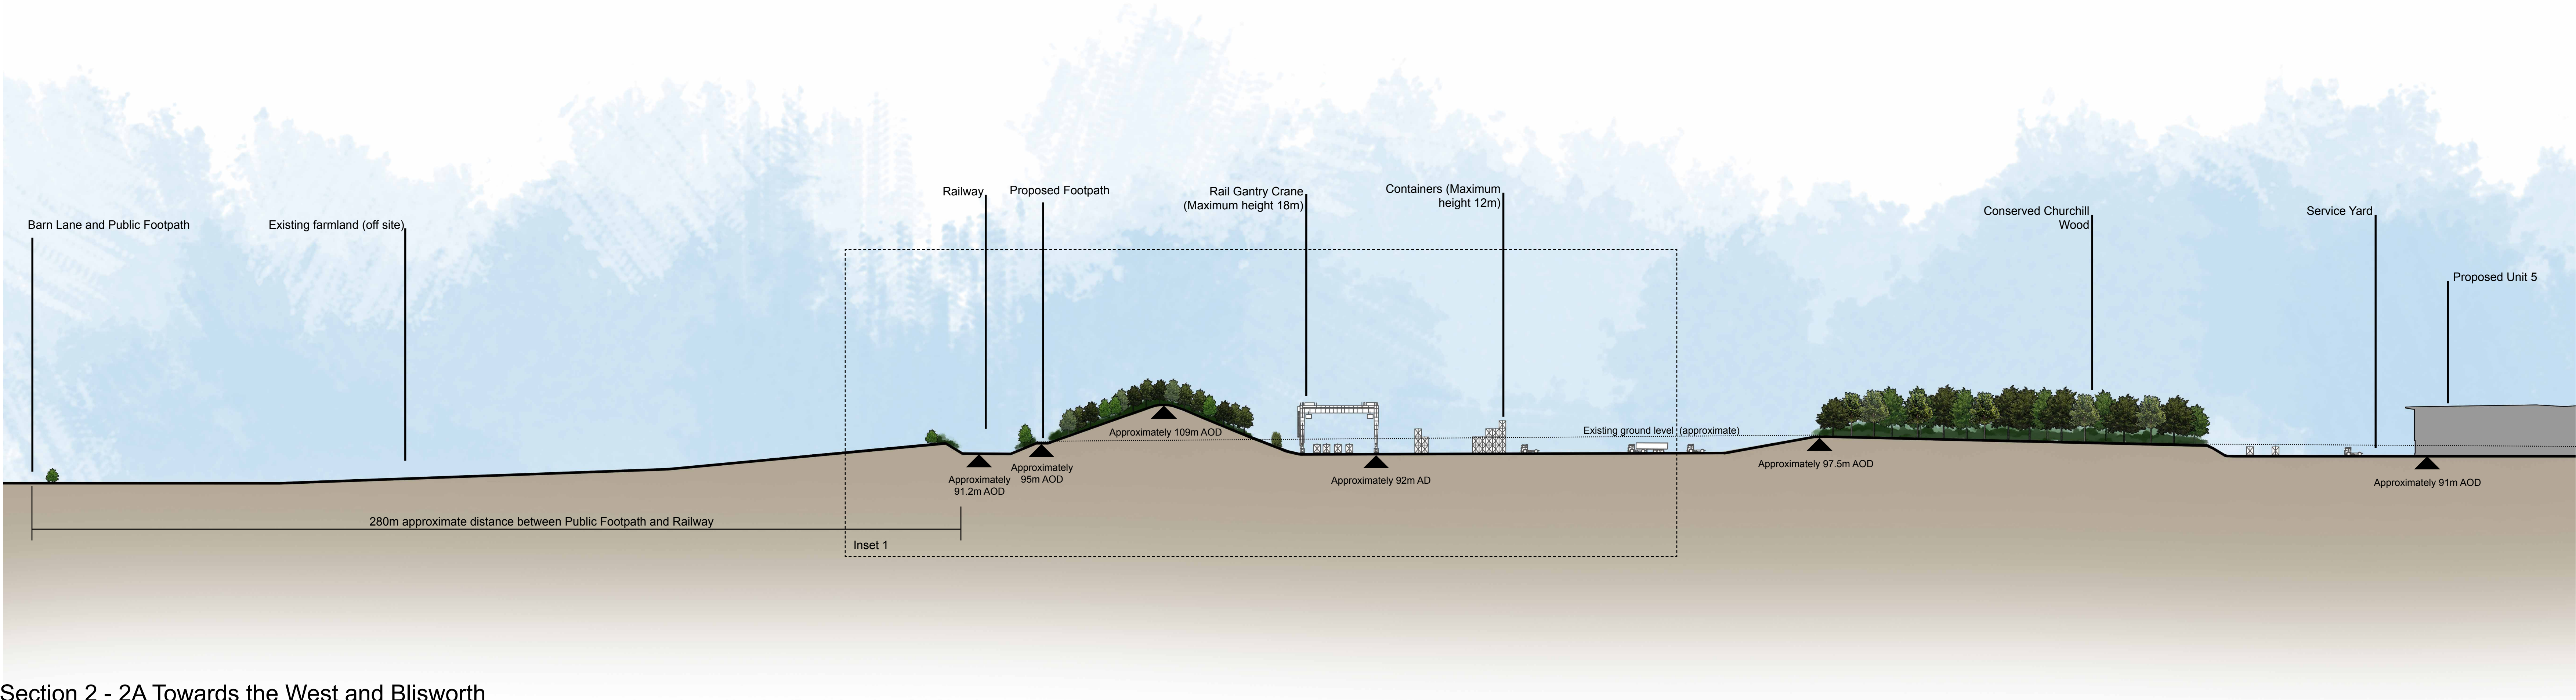 Barn Lane and Public Footpath
Existing farmland (off site)
Railway
Proposed Footpath
Rail Gantry Crane
(Maximum height 18m)
Containers (Maximum
height 12m)
Conserved Churchill
Wood
Service Yard
Proposed Unit 5
Approximately 109m AOD
Existing ground level (approximate)
Approximately
91.2m AOD
Approximately
95m AOD
Approximately 92m AD
Approximately 97.5m AOD
Approximately 91m AOD
280m approximate distance between Public Footpath and Railway
Inset 1
Section 2 - 2A Towards the West and Blisworth